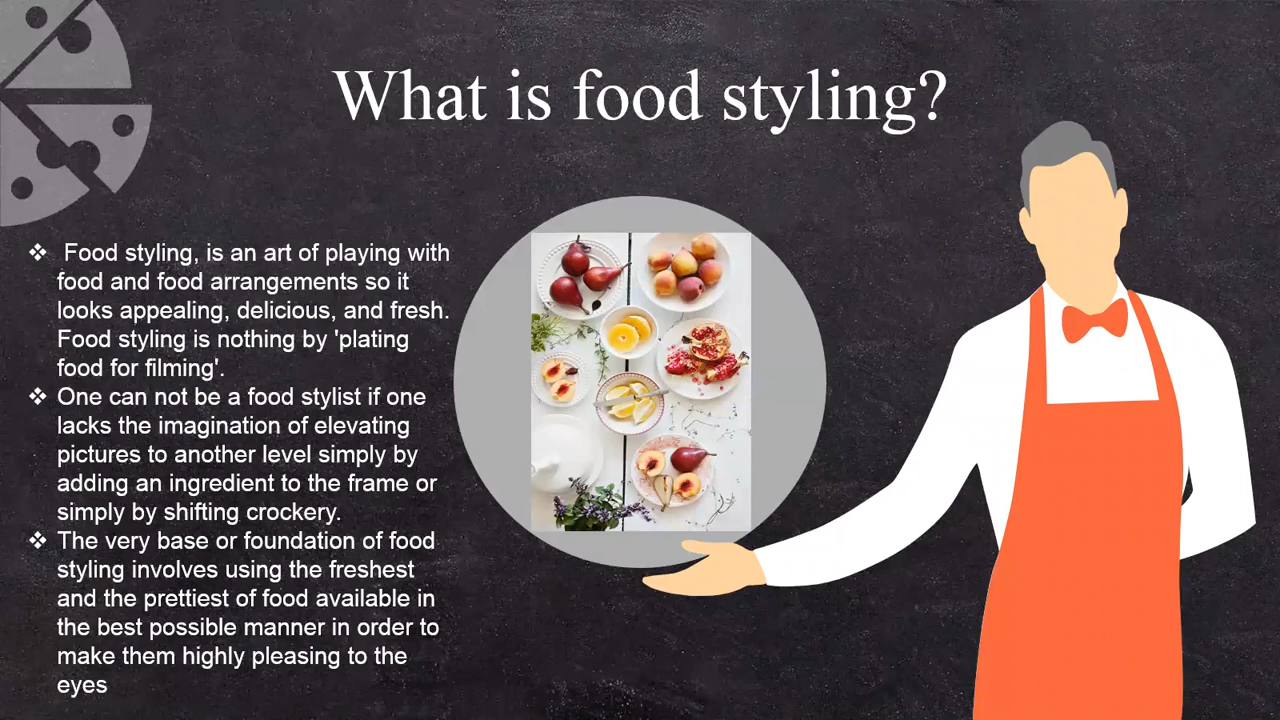 What is food styling?
❖ Food styling, is an art of playing with
food and food arrangements so it
looks appealing, delicious, and fresh.
Food styling is nothing by 'plating
food for filming'.
❖ One can not be a food stylist if one
lacks the imagination of elevating
pictures to another level simply by
adding an ingredient to the frame or
simply by shifting crockery.
❖ The very base or foundation of food
styling involves using the freshest
and the prettiest of food available in
the best possible manner in order to
make them highly pleasing to the
eyes